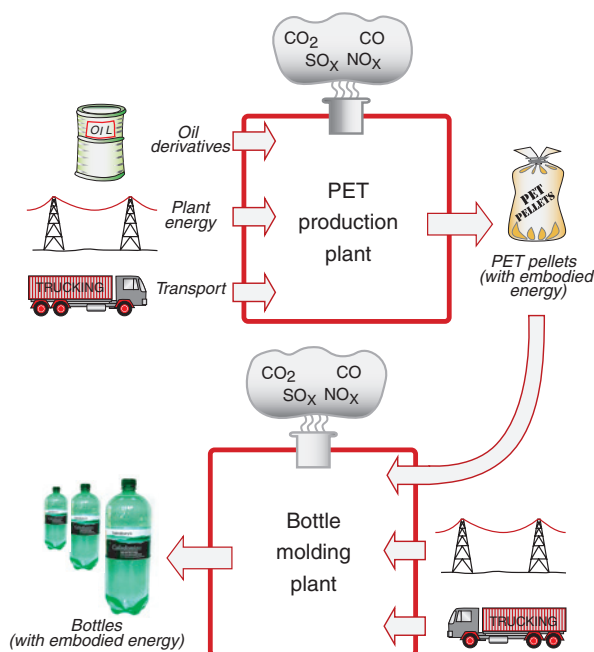 CO2 CO
SOX NOX
OIL
Oil
derivatives
Plant
energy
TRUCKING
Transport
PET
production
plant
PET
PELLETS
PET pellets
(with embodied
energy)
CO2 CO
SOX NOX
Bottle
molding
plant
TRUCKING
Bottles
(with embodied energy)